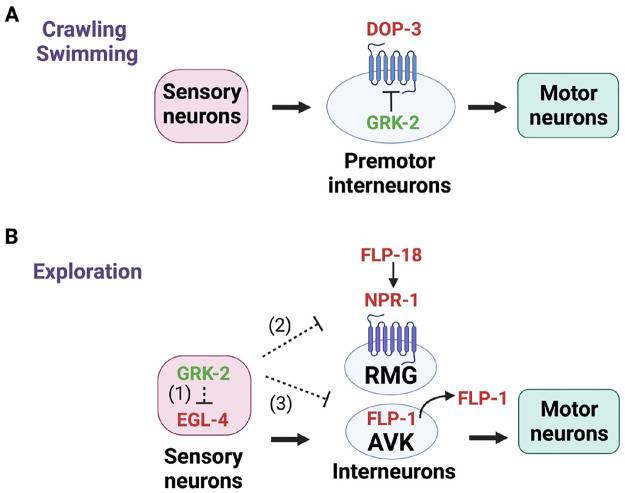 A
Crawling
Swimming
DOP-3
Sensory
neurons
GRK-2
Motor
neurons
Premotor
interneurons
B
Exploration
FLP-18
NPR-1
(2)
RMG
GRK-2
(1)
EGL-4
(3)
FLP-1
FLP-1
AVK
Motor
neurons
Sensory
neurons
Interneurons